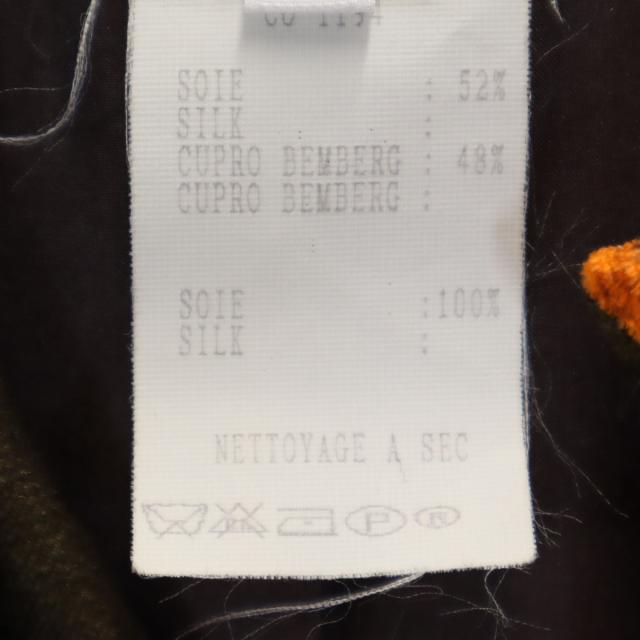 SOIE : 52%
SILK :
CUPRO BEMBERG : 48%
CUPRO BEMBERG :
SOIE :100%
SILK :
NETTOYAGE A SEC
P ®